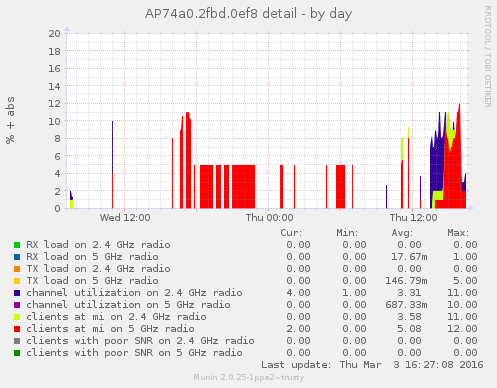 AP74a0.2fbd.0ef8 detail - by day
RRDTOOL / TOBI OETIKER
% + abs
20
18
16
14
12
10
8
6
4
2
0
Wed 12:00 Thu 00:00 Thu 12:00
Cur: Min: Avg: Max:
RX load on 2.4 GHz radio 0.00 0.00 0.00 0.00
RX load on 5 GHz radio 0.00 0.00 17.67m 1.00
TX load on 2.4 GHz radio 0.00 0.00 0.00 0.00
TX load on 5 GHz radio 0.00 0.00 146.79m 5.00
channel utilization on 2.4 GHz radio 4.00 1.00 3.31 11.00
channel utilization on 5 GHz radio 0.00 0.00 687.33m 10.00
clients at mi on 2.4 GHz radio 0.00 0.00 3.58 11.00
clients at mi on 5 GHz radio 2.00 0.00 5.08 12.00
clients with poor SNR on 2.4 GHz radio 0.00 0.00 0.00 0.00
clients with poor SNR on 5 GHz radio 0.00 0.00 0.00 0.00
Last update: Thu Mar 3 16:27:08 2016
Munin 2.0.25-1ppa2~trusty